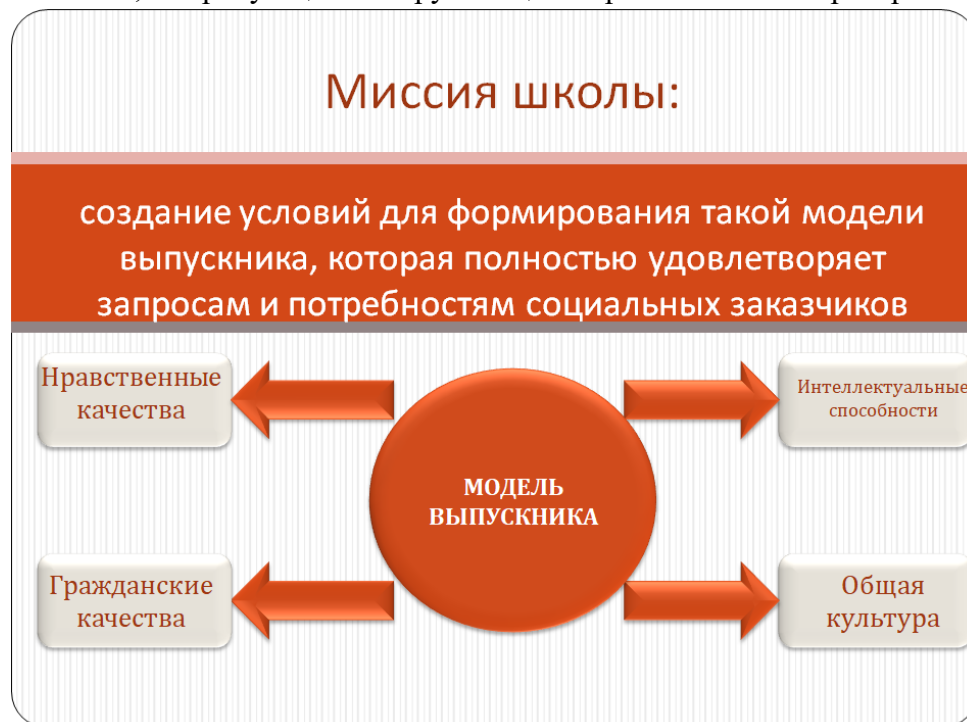 Миссия школы:
создание условий для формирования такой модели
выпускника, которая полностью удовлетворяет
запросам и потребностям социальных заказчиков
Нравственные
качества
Интеллектуальные
способности
МОДЕЛЬ
ВЫПУСКНИКА
Гражданские
качества
Общая
культура